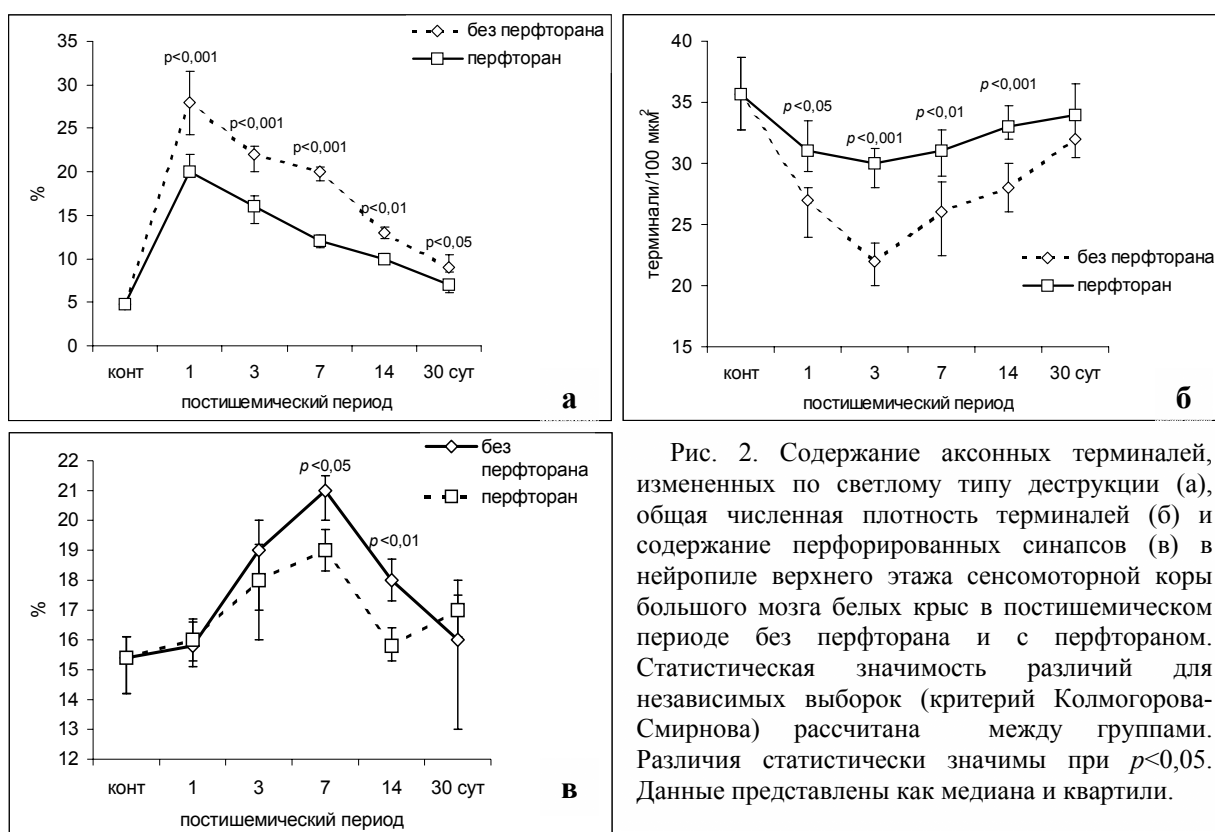 без перфторана
перфторан
35
30
25
20
15
10
5
0
%
p<0,001
p<0,001
p<0,001
p<0,01
p<0,05
конт 1 3 7 14 30 сут
постишемический период
а
40
35
30
25
20
15
терминали/100 мкм²
p<0,05
p<0,001
p<0,01
p<0,001
без перфторана
перфторан
конт 1 3 7 14 30 сут
постишемический период
б
без
перфторана
перфторан
22
21
20
19
18
17
16
15
14
13
12
%
p<0,05
p<0,01
конт 1 3 7 14 30 сут
постишемический период
в
Рис. 2. Содержание аксонных терминалей,
измененных по светлому типу деструкции (а),
общая численная плотность терминалей (б) и
содержание перфорированных синапсов (в) в
нейропиле верхнего этажа сенсомоторной коры
большого мозга белых крыс в постишемическом
периоде без перфторана и с перфтораном.
Статистическая значимость различий для
независимых выборок (критерий Колмогорова-
Смирнова) рассчитана между группами.
Различия статистически значимы при p<0,05.
Данные представлены как медиана и квартили.